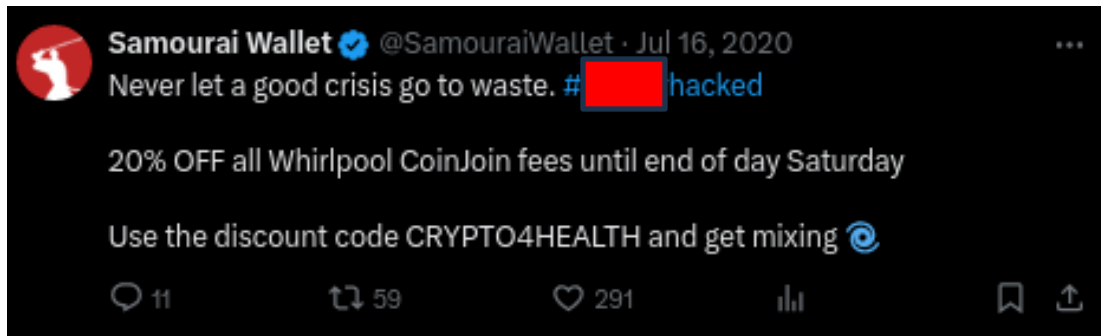 Samourai Wallet @SamouraiWallet · Jul 16, 2020
Never let a good crisis go to waste. # hacked
20% OFF all Whirlpool CoinJoin fees until end of day Saturday
Use the discount code CRYPTO4HEALTH and get mixing
11 59 291